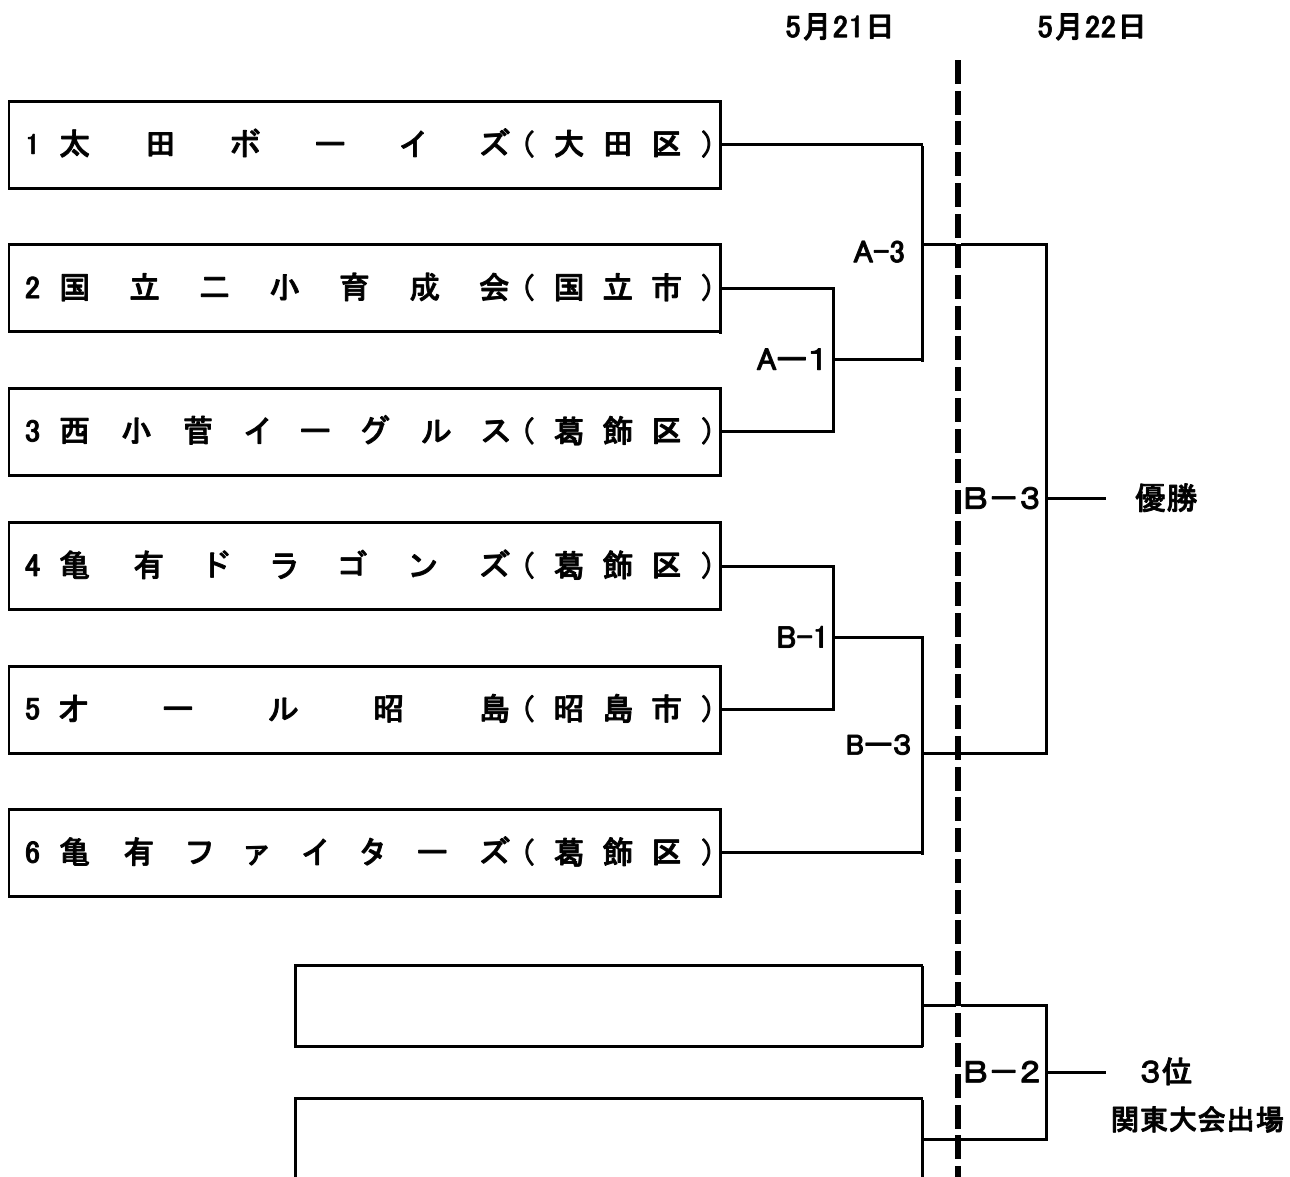 5月21日 5月22日
1 太田ボーイズ(大田区)
A-3
2 国立二小育成会(国立市)
A-1
3 西小菅イーグルス(葛飾区)
B-3 優勝
4 亀有ドラゴンズ(葛飾区)
B-1
5 オール昭島(昭島市)
B-3
6 亀有ファイターズ(葛飾区)
B-2 3位
関東大会出場